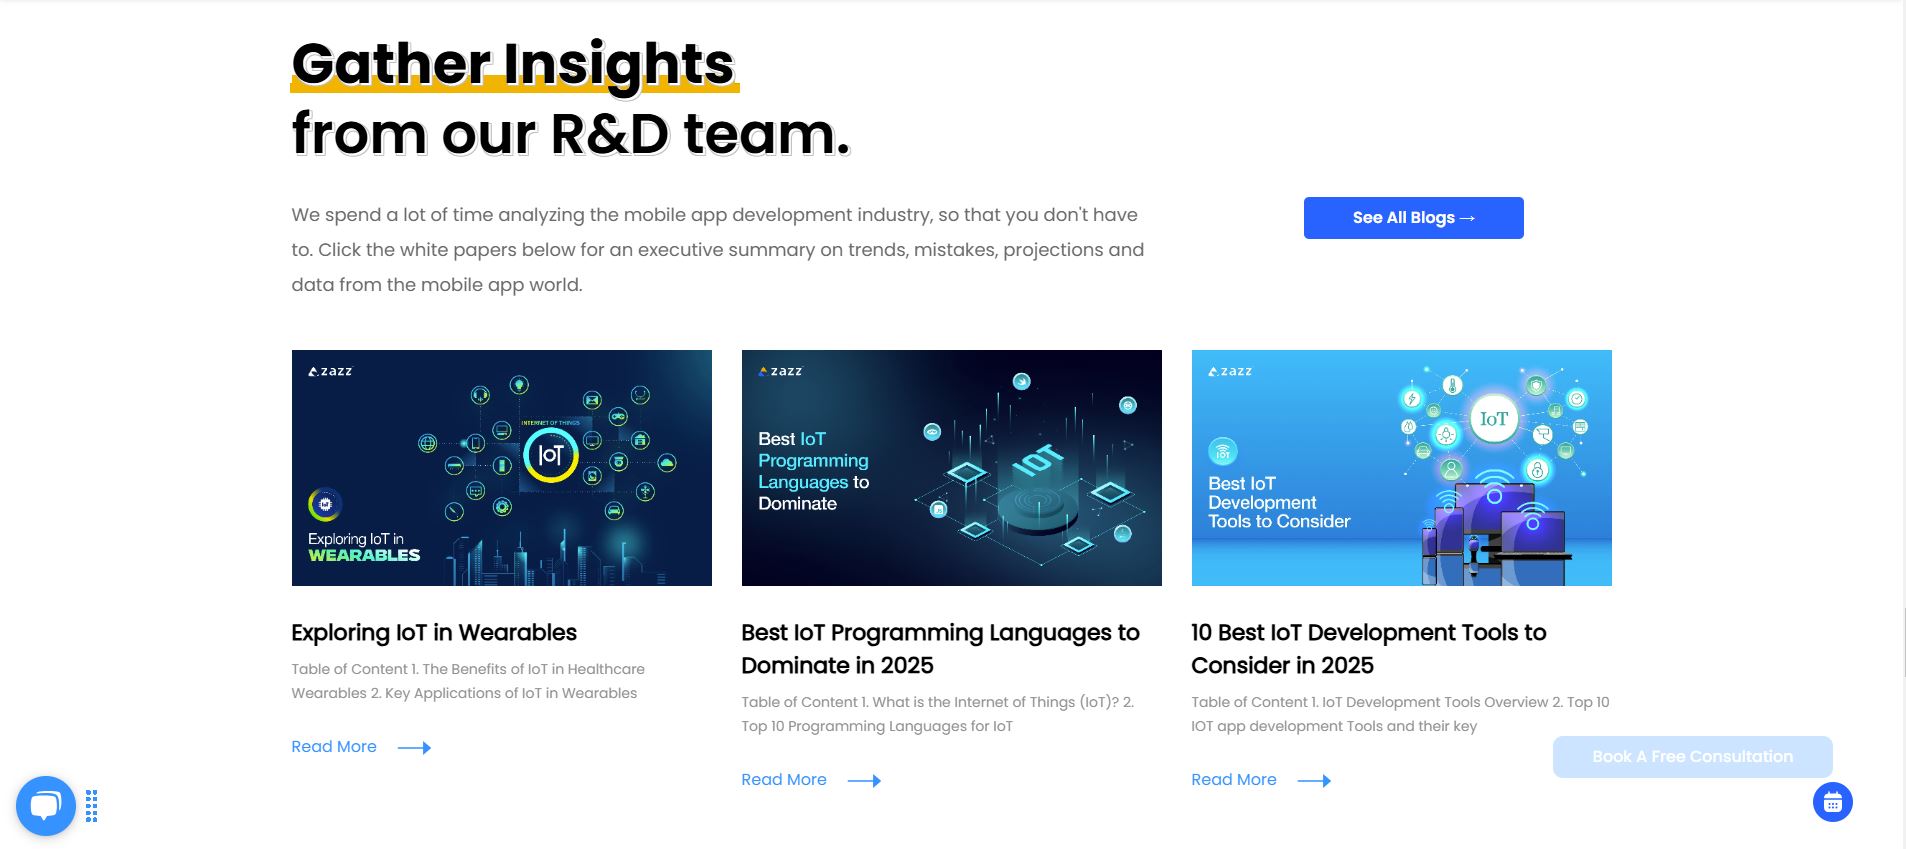 Gather Insights
from our R&D team.
We spend a lot of time analyzing the mobile app development industry, so that you don't have
to. Click the white papers below for an executive summary on trends, mistakes, projections and
data from the mobile app world.
See All Blogs →
zazz
INTERNET OF THINGS
IoT
Exploring IoT in
WEARABLES
Exploring IoT in Wearables
Table of Content 1. The Benefits of IoT in Healthcare
Wearables 2. Key Applications of IoT in Wearables
Read More
zazz
Best IoT
Programming
Languages to
Dominate
IOT
Best IoT Programming Languages to
Dominate in 2025
Table of Content 1. What is the Internet of Things (IoT)? 2.
Top 10 Programming Languages for IoT
Read More
zazz
IoT
IOT
Best IoT
Development
Tools to Consider
10 Best IoT Development Tools to
Consider in 2025
Table of Content 1. IoT Development Tools Overview 2. Top 10
IOT app development Tools and their key
Read More
Book A Free Consultation